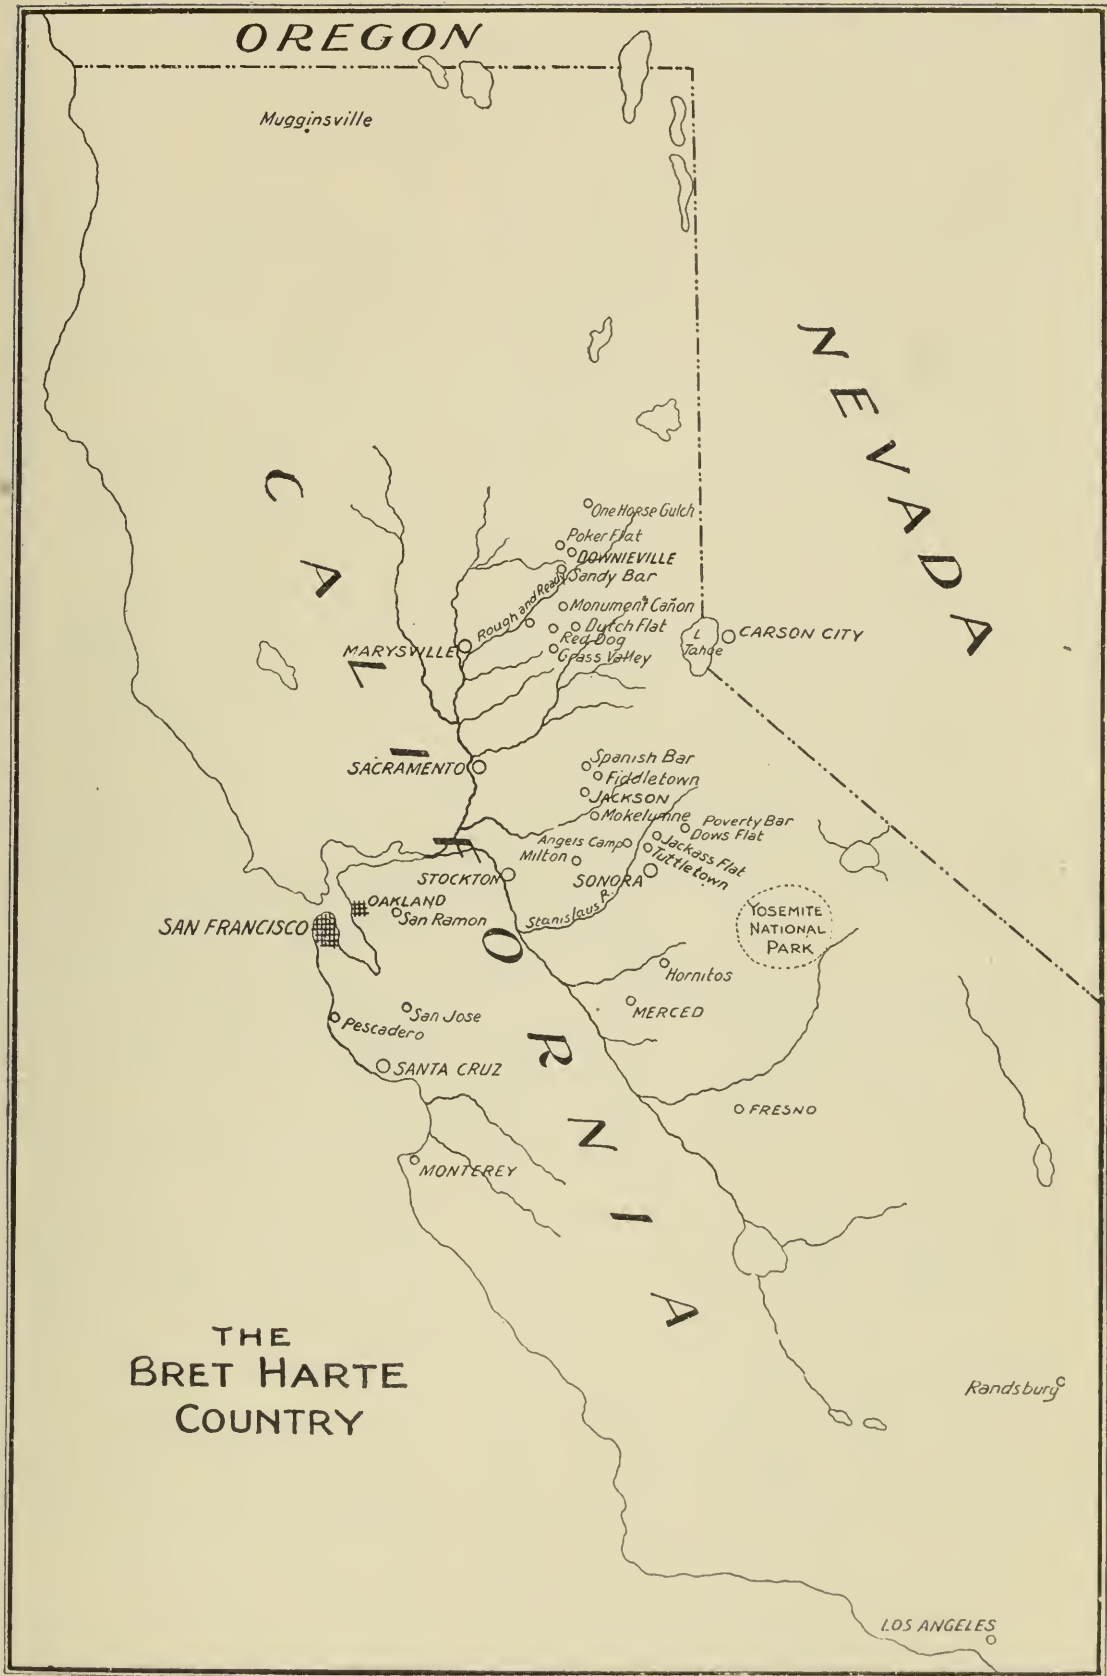 OREGON
Mugginsville
NEVADA
CALIFORNIA
One Horse Gulch
Poker Flat
DOWNIEVILLE
Sandy Bar
Rough and Ready
Monument Cañon
Dutch Flat
Red Dog
Grass Valley
MARYSVILLE
L
Tahoe
CARSON CITY
SACRAMENTO
Spanish Bar
Fiddletown
JACKSON
Mokelumne
Poverty Bar
Dows Flat
Angels Camp
Jackass Flat
Milton
Tuttletown
STOCKTON
SONORA
OAKLAND
San Ramon
Stanislaus R.
YOSEMITE
NATIONAL
PARK
SAN FRANCISCO
Hornitos
San Jose
MERCED
Pescadero
SANTA CRUZ
FRESNO
MONTEREY
THE
BRET HARTE
COUNTRY
Randsburg
LOS ANGELES